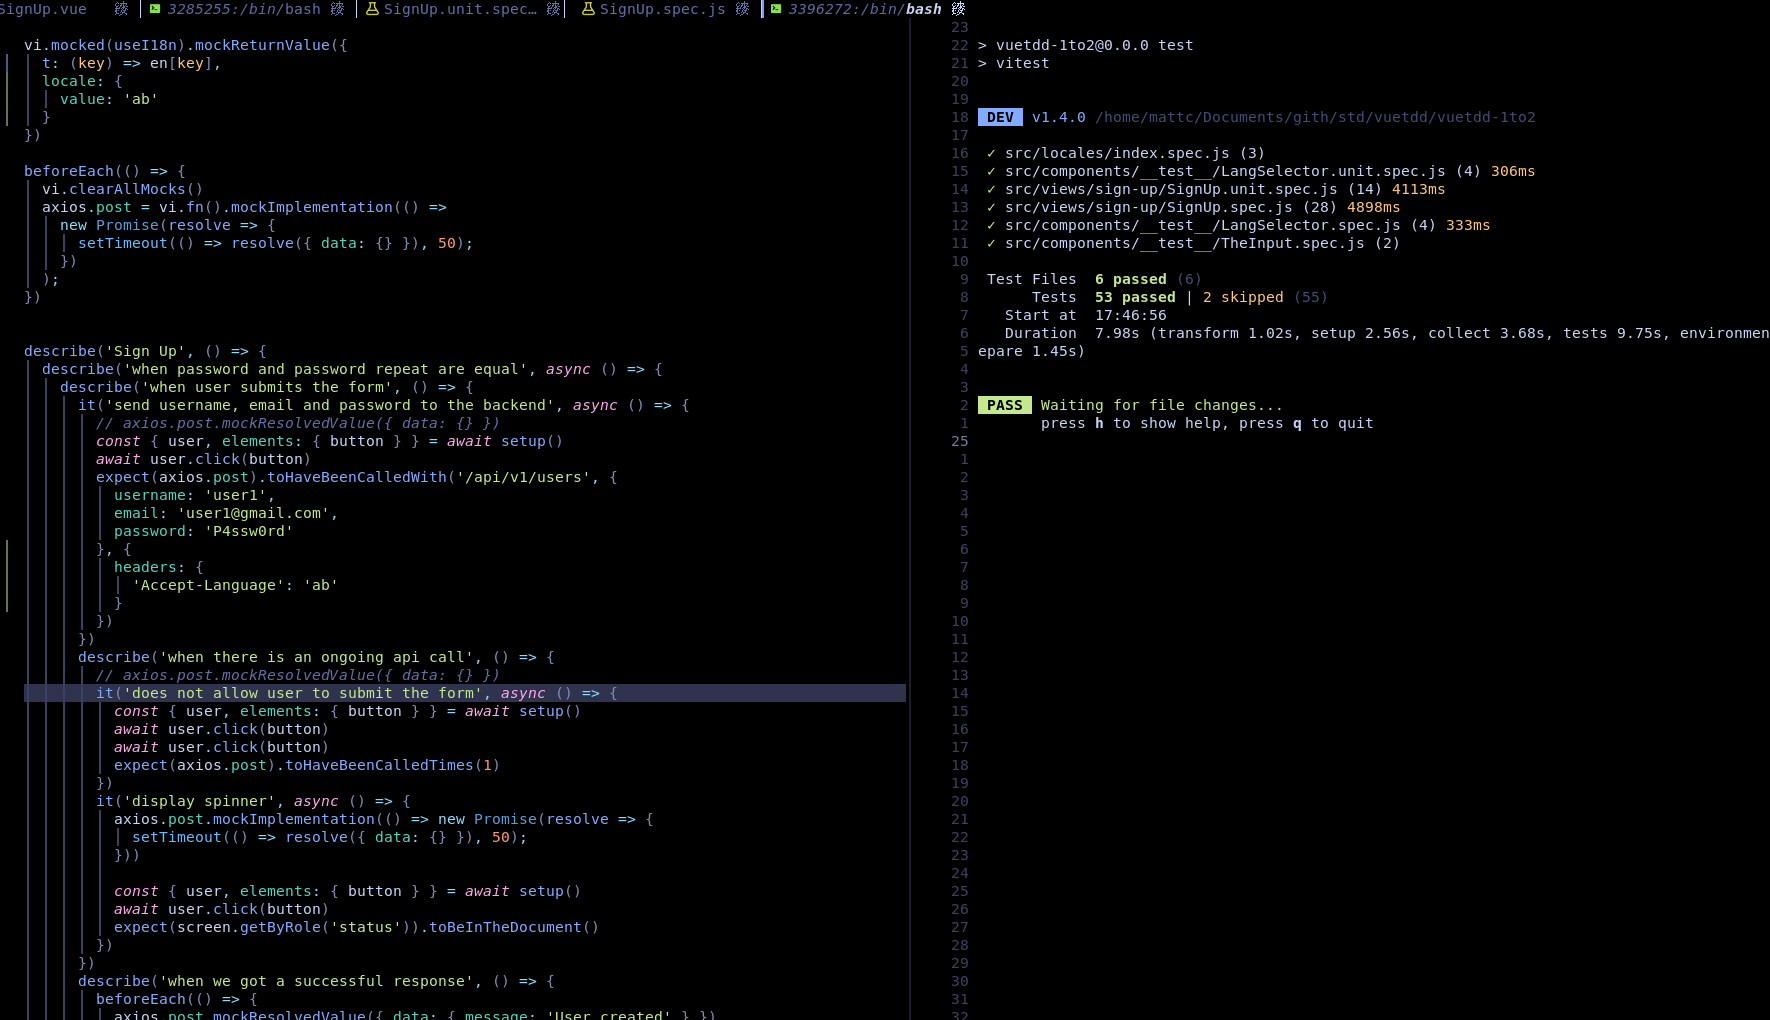 SignUp.vue 3285255:/bin/bash SignUp.unit.spec… SignUp.spec.js 3396272:/bin/bash
vi.mocked(useI18n).mockReturnValue({
t: (key) => en[key],
locale: {
value: 'ab'
}
})
beforeEach(() => {
vi.clearAllMocks()
axios.post = vi.fn().mockImplementation(() =>
new Promise(resolve => {
setTimeout(() => resolve({ data: {} }), 50);
})
);
})
describe('Sign Up', () => {
describe('when password and password repeat are equal', async () => {
describe('when user submits the form', () => {
it('send username, email and password to the backend', async () => {
// axios.post.mockResolvedValue({ data: {} })
const { user, elements: { button } } = await setup()
await user.click(button)
expect(axios.post).toHaveBeenCalledWith('/api/v1/users', {
username: 'user1',
email: 'user1@gmail.com',
password: 'P4ssw0rd'
}, {
headers: {
'Accept-Language': 'ab'
}
})
})
describe('when there is an ongoing api call', () => {
// axios.post.mockResolvedValue({ data: {} })
it('does not allow user to submit the form', async () => {
const { user, elements: { button } } = await setup()
await user.click(button)
await user.click(button)
expect(axios.post).toHaveBeenCalledTimes(1)
})
it('display spinner', async () => {
axios.post.mockImplementation(() => new Promise(resolve => {
setTimeout(() => resolve({ data: {} }), 50);
}))
const { user, elements: { button } } = await setup()
await user.click(button)
expect(screen.getByRole('status')).toBeInTheDocument()
})
})
describe('when we got a successful response', () => {
beforeEach(() => {
axios.post.mockResolvedValue({ data: { message: 'User created' } })
23
22 > vuetdd-1to2@0.0.0 test
21 > vitest
20
19
18 DEV v1.4.0 /home/mattc/Documents/gith/std/vuetdd/vuetdd-1to2
17
16 ✓ src/locales/index.spec.js (3)
15 ✓ src/components/__test__/LangSelector.unit.spec.js (4) 306ms
14 ✓ src/views/sign-up/SignUp.unit.spec.js (14) 4113ms
13 ✓ src/views/sign-up/SignUp.spec.js (28) 4898ms
12 ✓ src/components/__test__/LangSelector.spec.js (4) 333ms
11 ✓ src/components/__test__/TheInput.spec.js (2)
10
9 Test Files 6 passed (6)
8 Tests 53 passed | 2 skipped (55)
7 Start at 17:46:56
6 Duration 7.98s (transform 1.02s, setup 2.56s, collect 3.68s, tests 9.75s, environmen
5 epare 1.45s)
4
3
2 PASS Waiting for file changes...
1 press h to show help, press q to quit
25
1
2
3
4
5
6
7
8
9
10
11
12
13
14
15
16
17
18
19
20
21
22
23
24
25
26
27
28
29
30
31
32